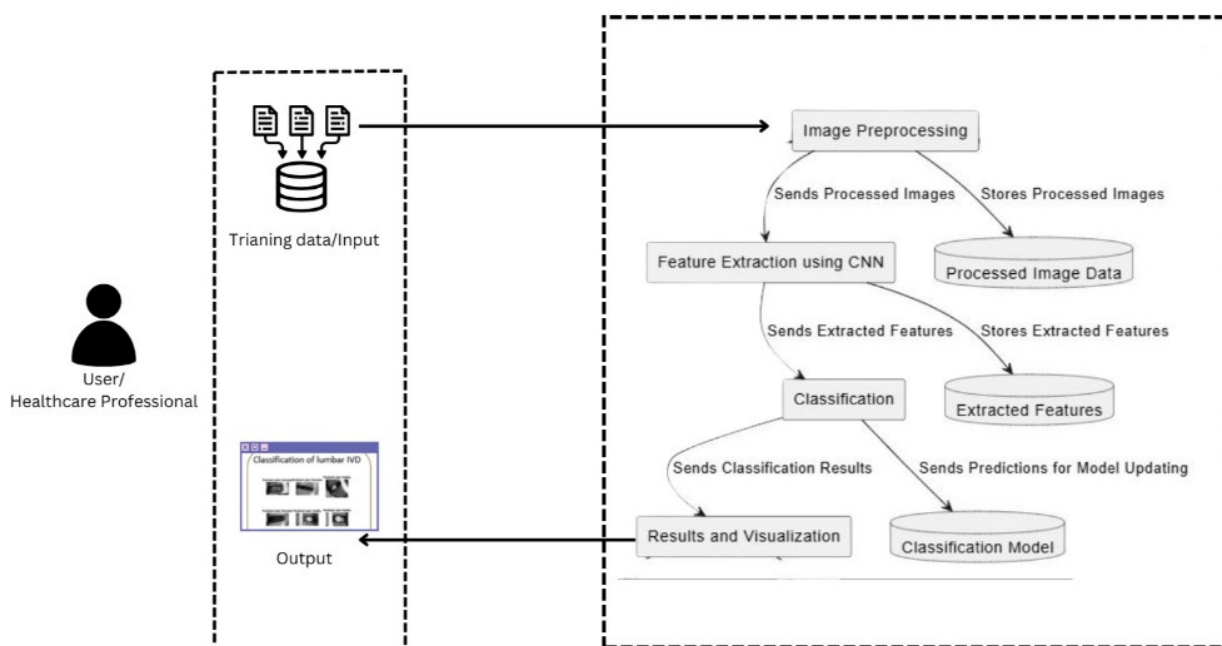 Image Preprocessing
Sends Processed Images
Stores Processed Images
Trianing data/Input
Feature Extraction using CNN
Processed Image Data
Sends Extracted Features
Stores Extracted Features
User/
Healthcare Professional
Classification
Extracted Features
Classification of lumbar IVD
Sends Classification Results
Sends Predictions for Model Updating
Results and Visualization
Classification Model
Output